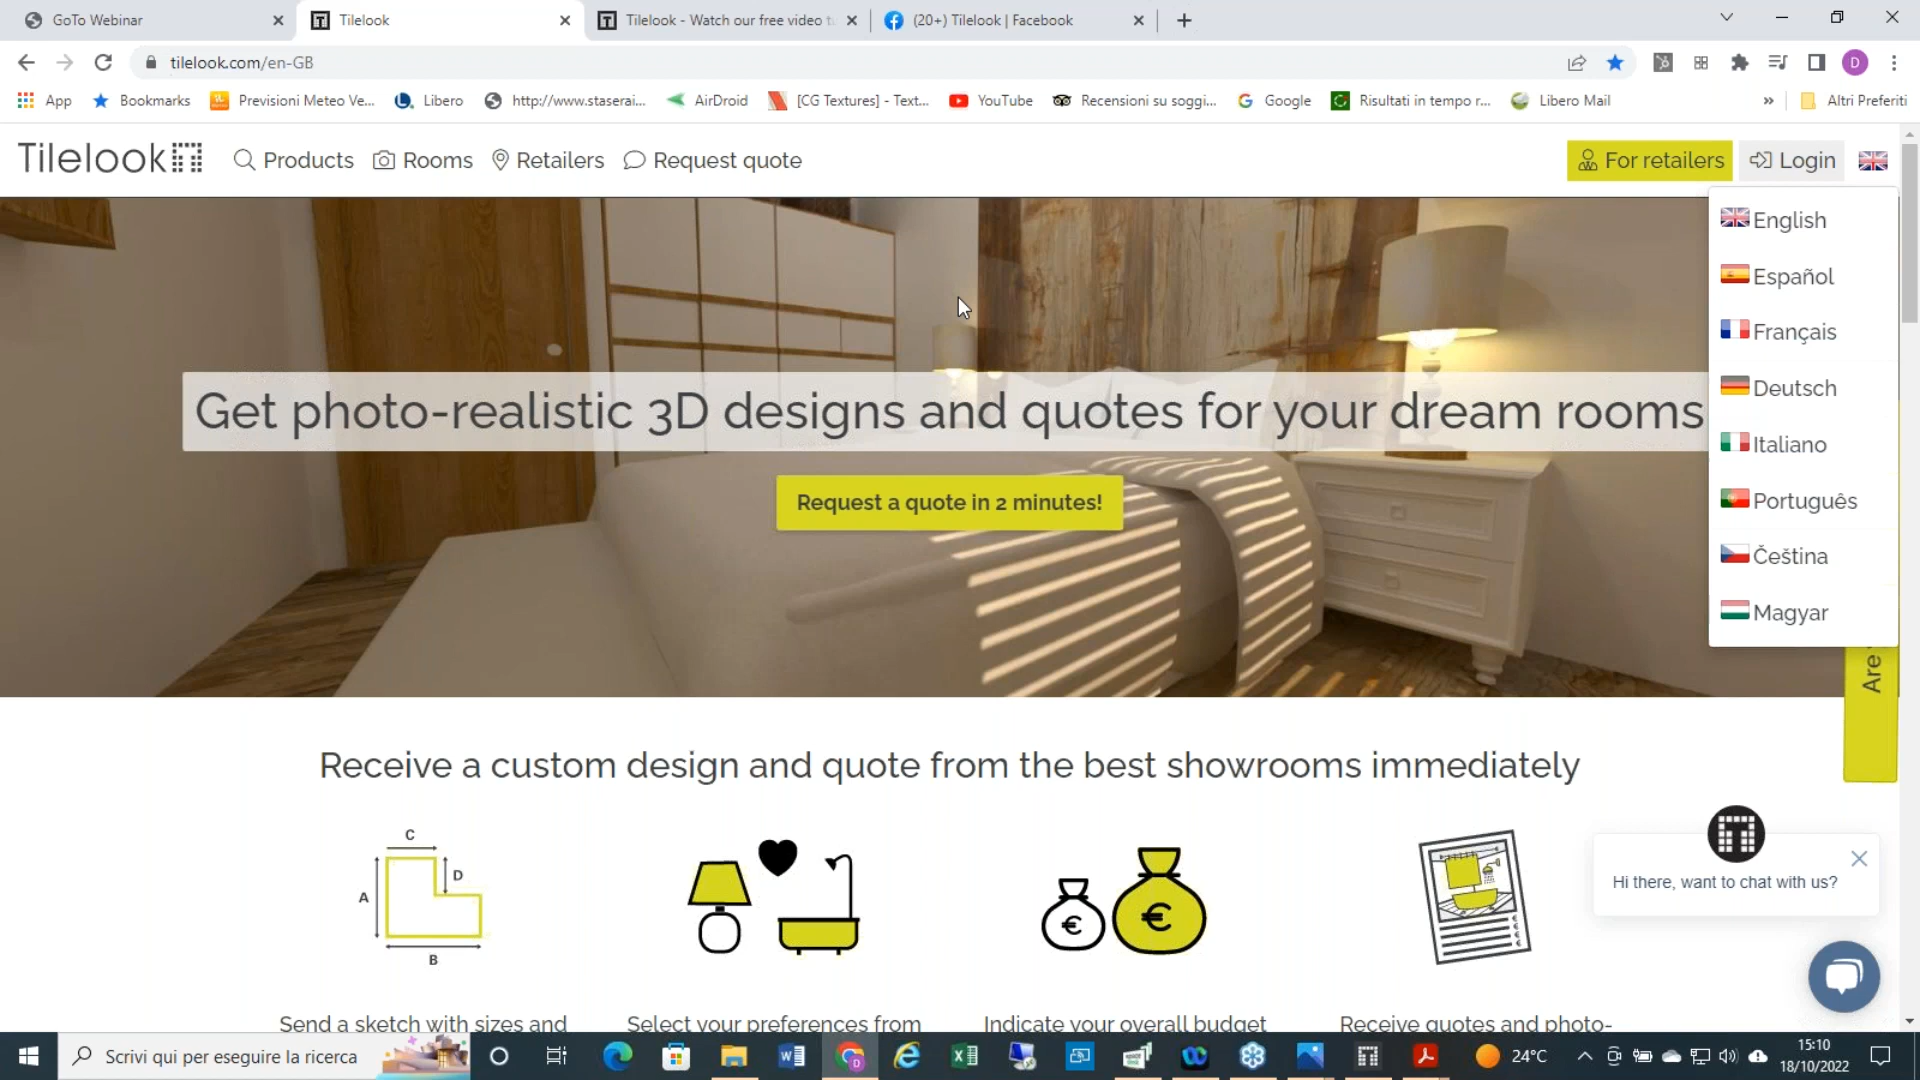 GoTo Webinar
Tilelook
Tilelook - Watch our free video tu
(20+) Tilelook | Facebook
tilelook.com/en-GB
D
App
Bookmarks
Previsioni Meteo Ve...
Libero
http://www.staserai...
AirDroid
[CG Textures] - Text...
YouTube
Recensioni su soggi...
Google
Risultati in tempo r...
Libero Mail
»
Altri Preferiti
Tilelook
Products
Rooms
Retailers
Request quote
For retailers
Login
English
Español
Français
Deutsch
Italiano
Português
Čeština
Magyar
Get photo-realistic 3D designs and quotes for your dream rooms
Request a quote in 2 minutes!
Are
Receive a custom design and quote from the best showrooms immediately
C
D
A
B
€
€
Hi there, want to chat with us?
Send a sketch with sizes and
Select your preferences from
Indicate your overall budget
Receive quotes and photo-
Scrivi qui per eseguire la ricerca
24°C
15:10
18/10/2022